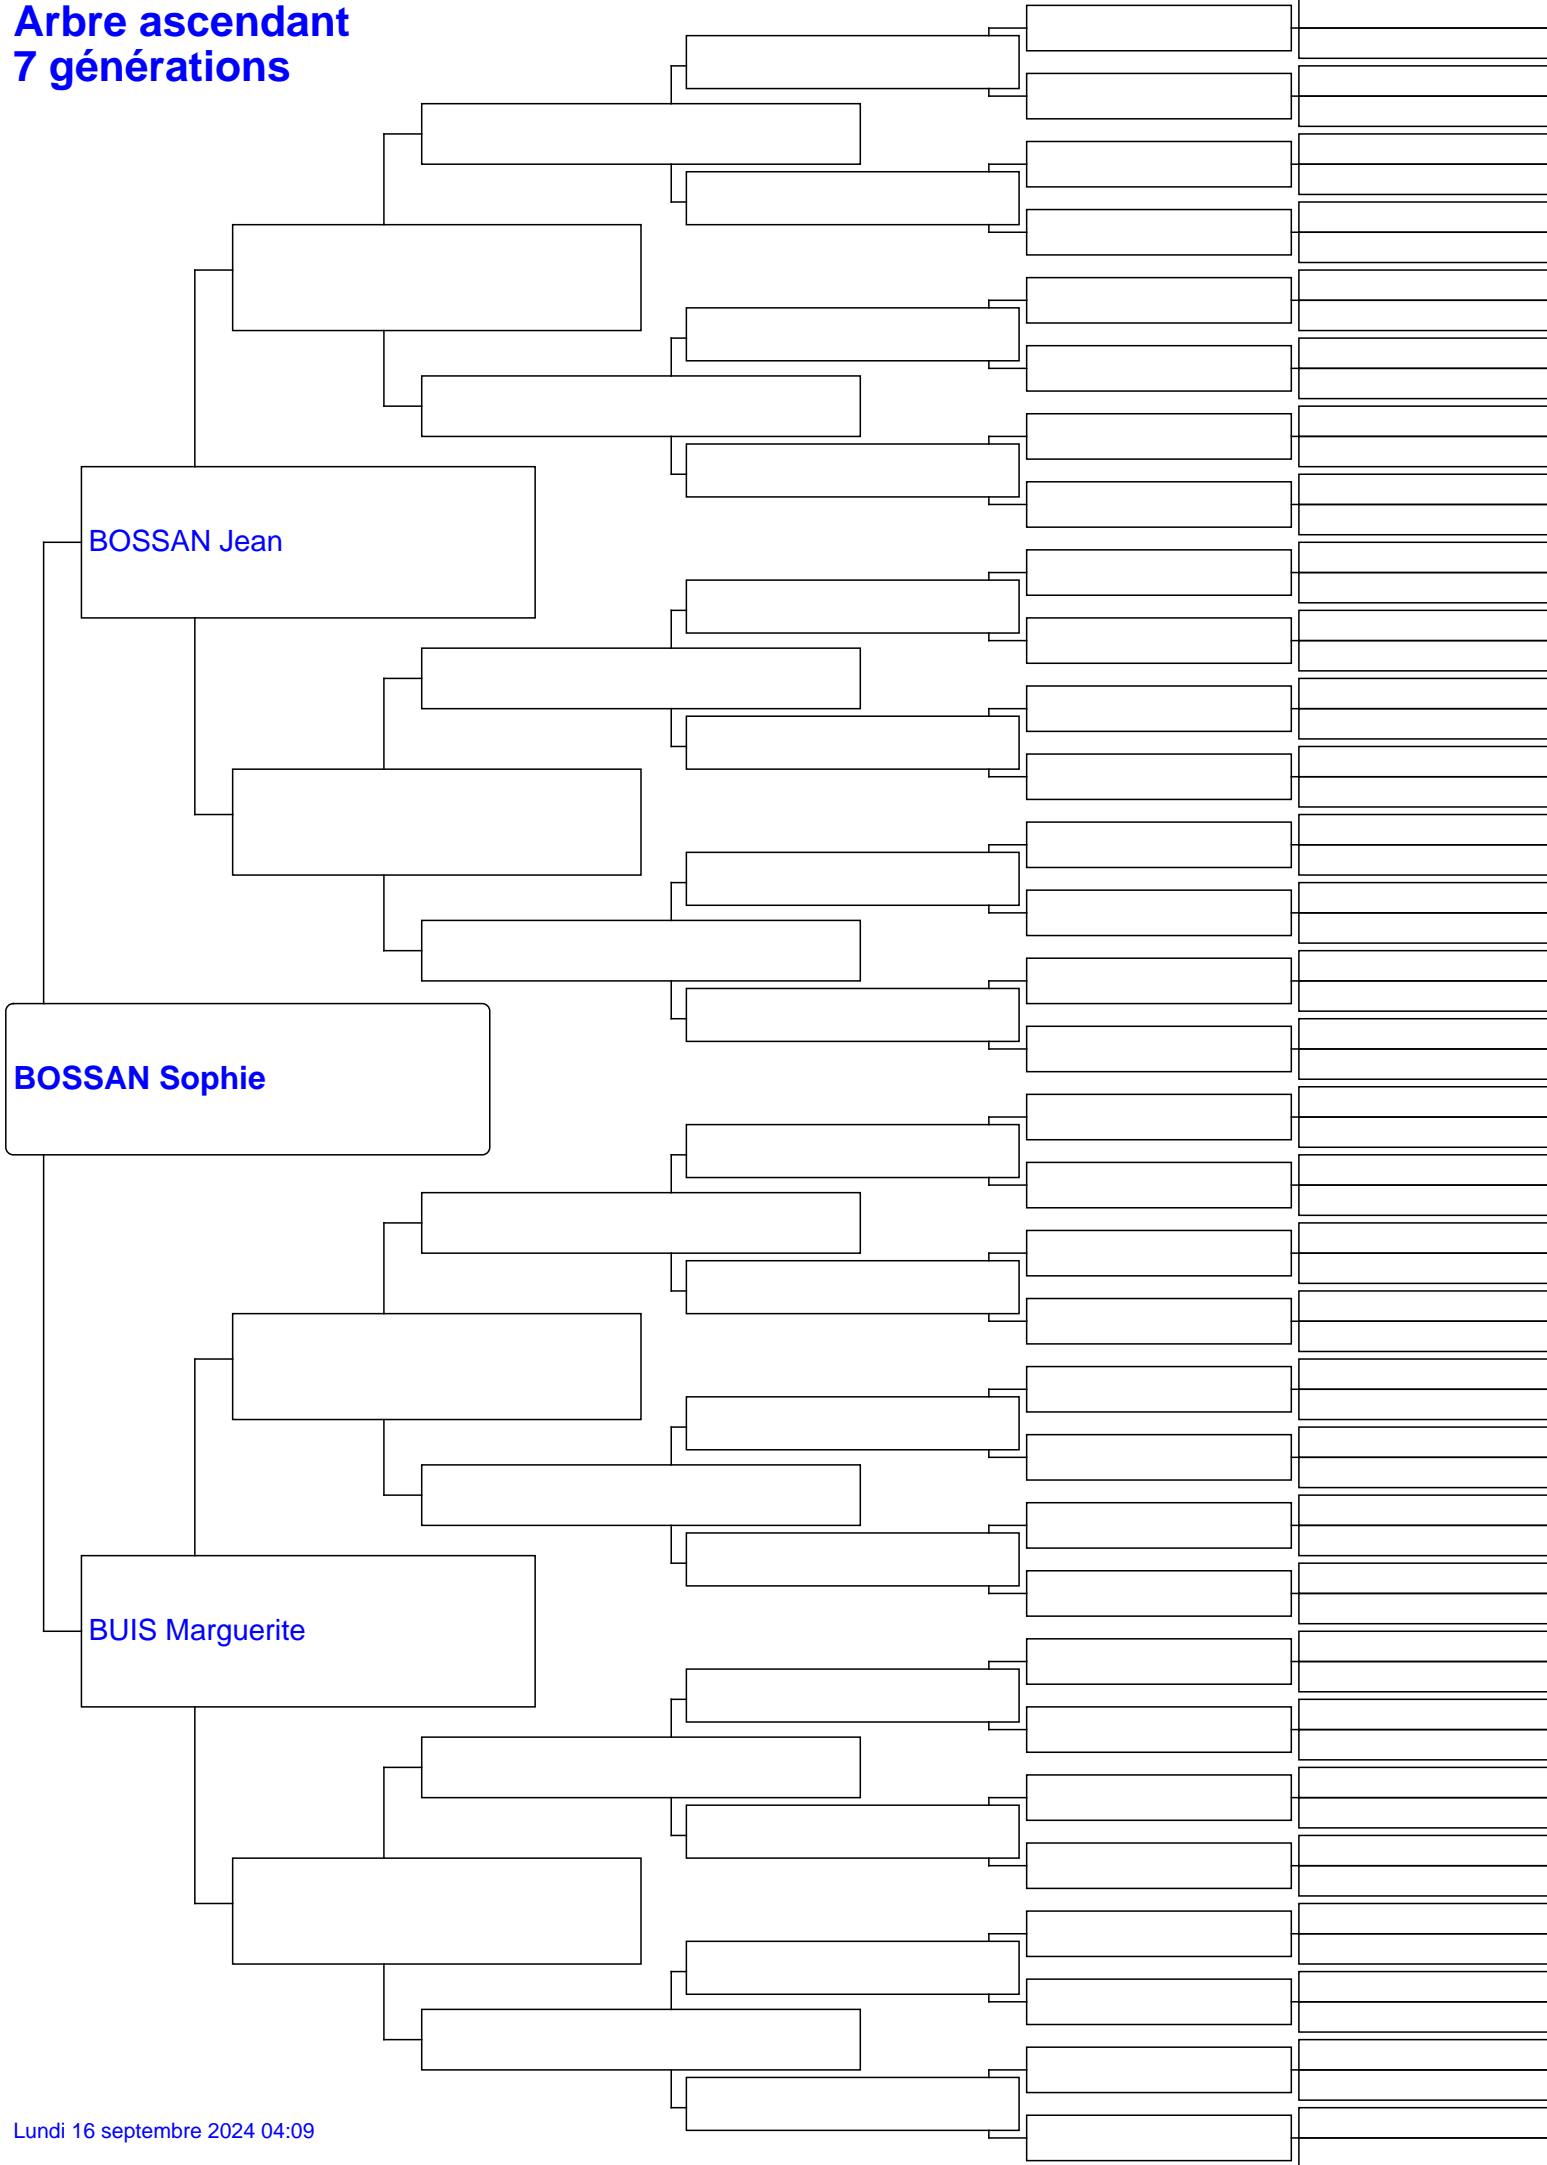 Arbre ascendant
7 générations
BOSSAN Jean
BOSSAN Sophie
BUIS Marguerite
Lundi 16 septembre 2024 04:09